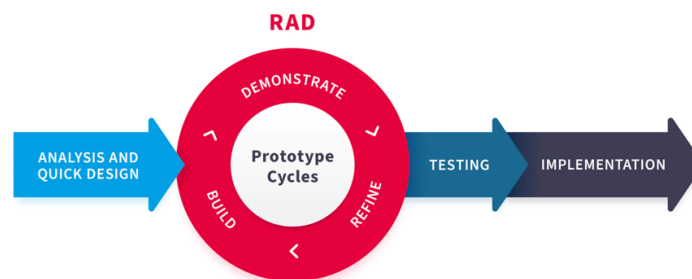 RAD
ANALYSIS AND
QUICK DESIGN
DEMONSTRATE
Prototype
Cycles
BUILD
REFINE
TESTING
IMPLEMENTATION